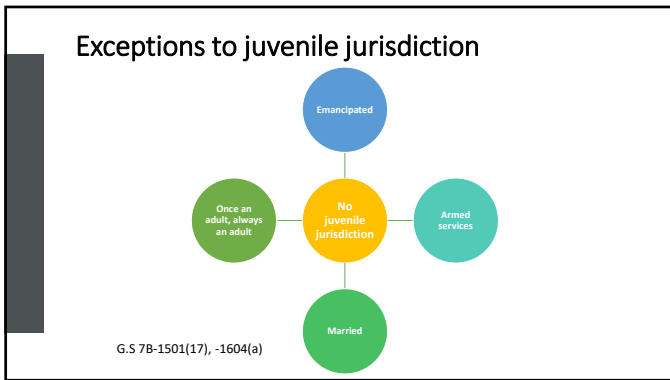 Exceptions to juvenile jurisdiction
Emancipated
Once an
adult, always
an adult
No
juvenile
jurisdiction
Armed
services
Married
G.S 7B-1501(17), -1604(a)